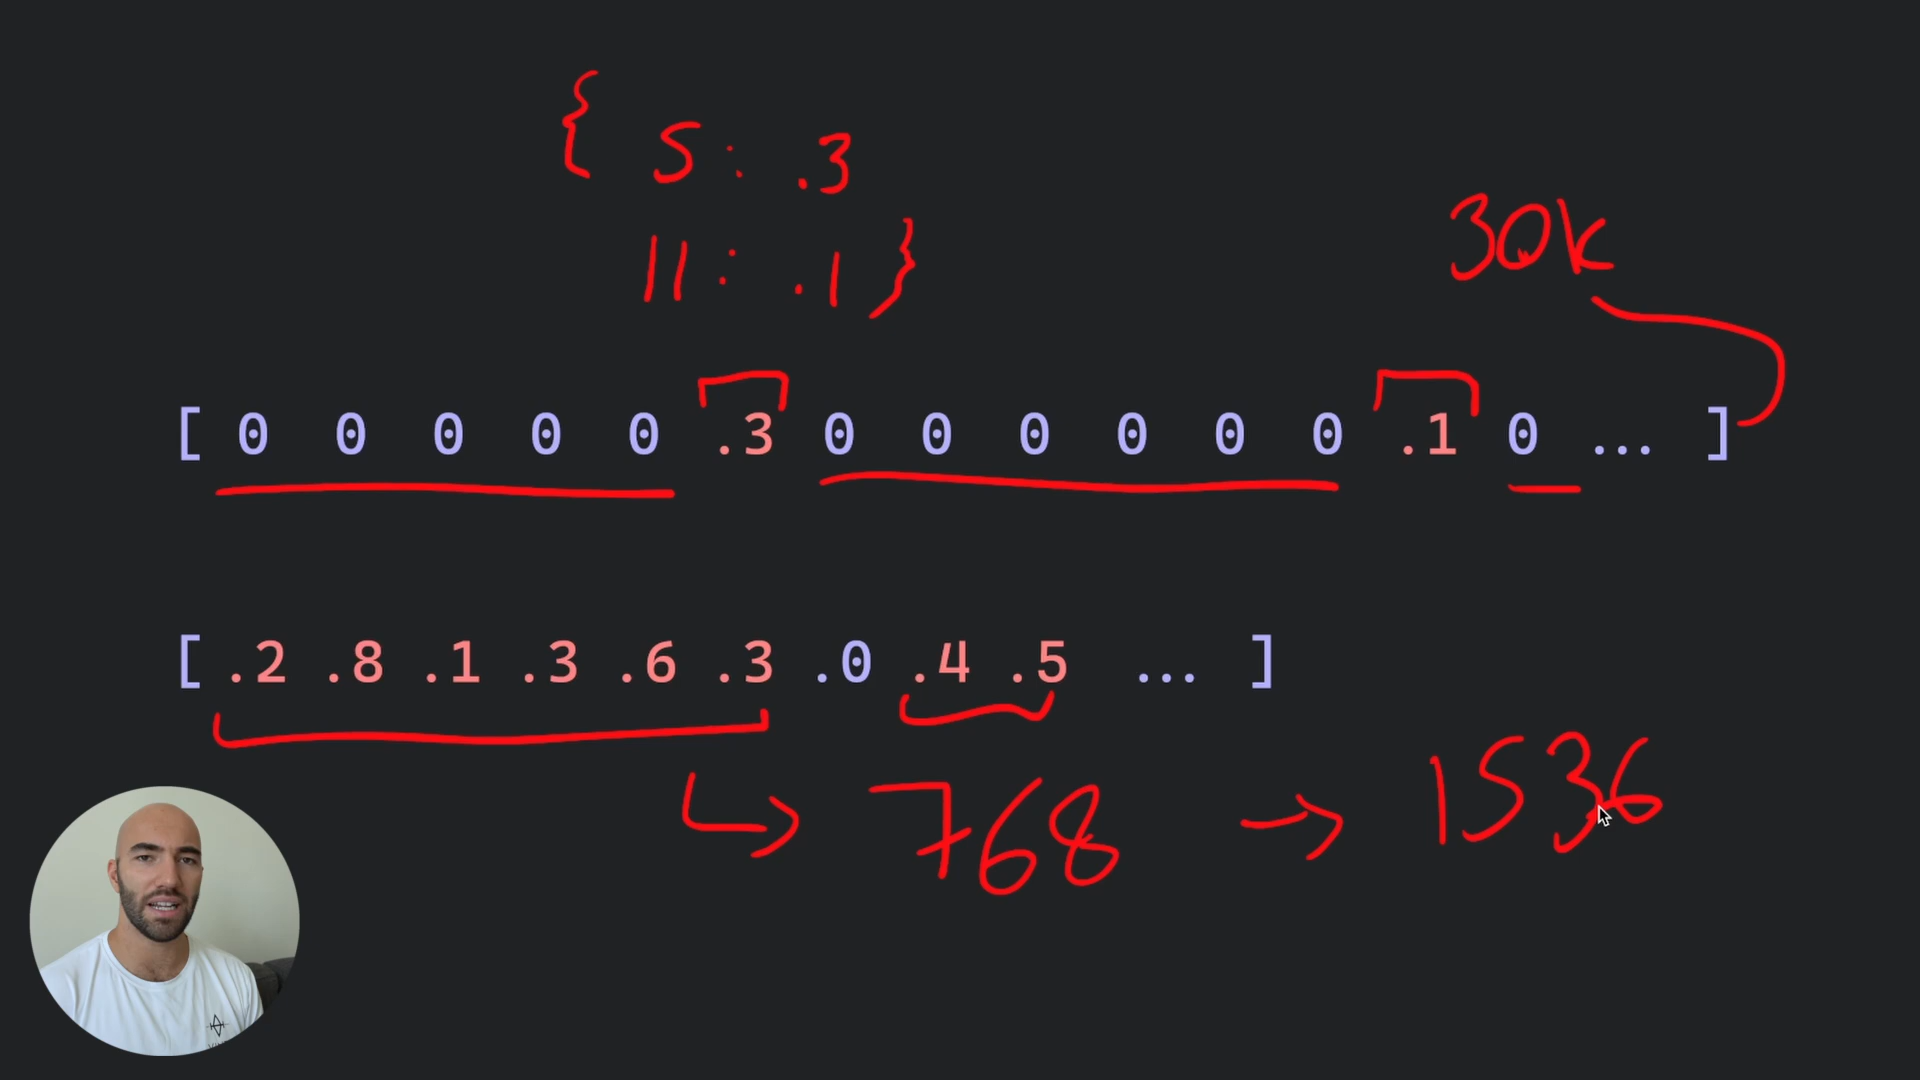 { 5: .3
11: .1 }
30k
[ 0 0 0 0 0 .3 0 0 0 0 0 0 .1 0 ... ]
[ .2 .8 .1 .3 .6 .3 .0 .4 .5 ... ]
768 → 1536